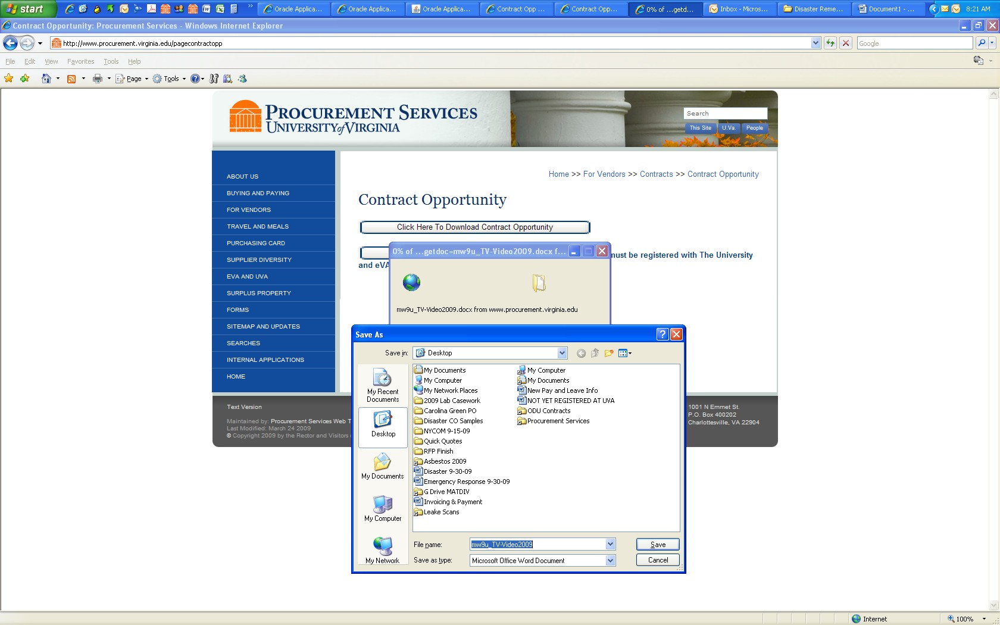 start
Oracle Applica...
Oracle Applica...
Oracle Applica...
Contract Opp ...
Contract Opp...
0% of ...getd...
Inbox - Micros...
Disaster Reme...
Document1 - ...
8:21 AM
Contract Opportunity: Procurement Services - Windows Internet Explorer
http://www.procurement.virginia.edu/pagecontractopp
Google
File Edit View Favorites Tools Help
Page Tools
PROCUREMENT SERVICES
UNIVERSITY of VIRGINIA
Search
This Site U.Va. People
ABOUT US
BUYING AND PAYING
FOR VENDORS
TRAVEL AND MEALS
PURCHASING CARD
SUPPLIER DIVERSITY
EVA AND UVA
SURPLUS PROPERTY
FORMS
SITEMAP AND UPDATES
SEARCHES
INTERNAL APPLICATIONS
HOME
Home >> For Vendors >> Contracts >> Contract Opportunity
Contract Opportunity
Click Here To Download Contract Opportunity
must be registered with The University
and eVA
0% of ...getdoc=mw9u_TV-Video2009.docx f...
mw9u_TV-Video2009.docx from www.procurement.virginia.edu
Save As
Save in: Desktop
My Recent Documents
Desktop
My Documents
My Computer
My Network
My Documents
My Computer
My Network Places
2009 Lab Casework
Carolina Green PO
Disaster CO Samples
NYCOM 9-15-09
Quick Quotes
RFP Finish
Asbestos 2009
Disaster 9-30-09
Emergency Response 9-30-09
G Drive MATDIV
Invoicing & Payment
Leake Scans
My Computer
My Documents
New Pay and Leave Info
NOT YET REGISTERED AT UVA
ODU Contracts
Procurement Services
File name: mw9u_TV-Video2009
Save
Save as type: Microsoft Office Word Document
Cancel
Text Version
Maintained by: Procurement Services Web T
Last Modified: March 24 2009
© Copyright 2009 by the Rector and Visitors
1001 N Emmet St.
P.O. Box 400202
Charlottesville, VA 22904
Internet
100%